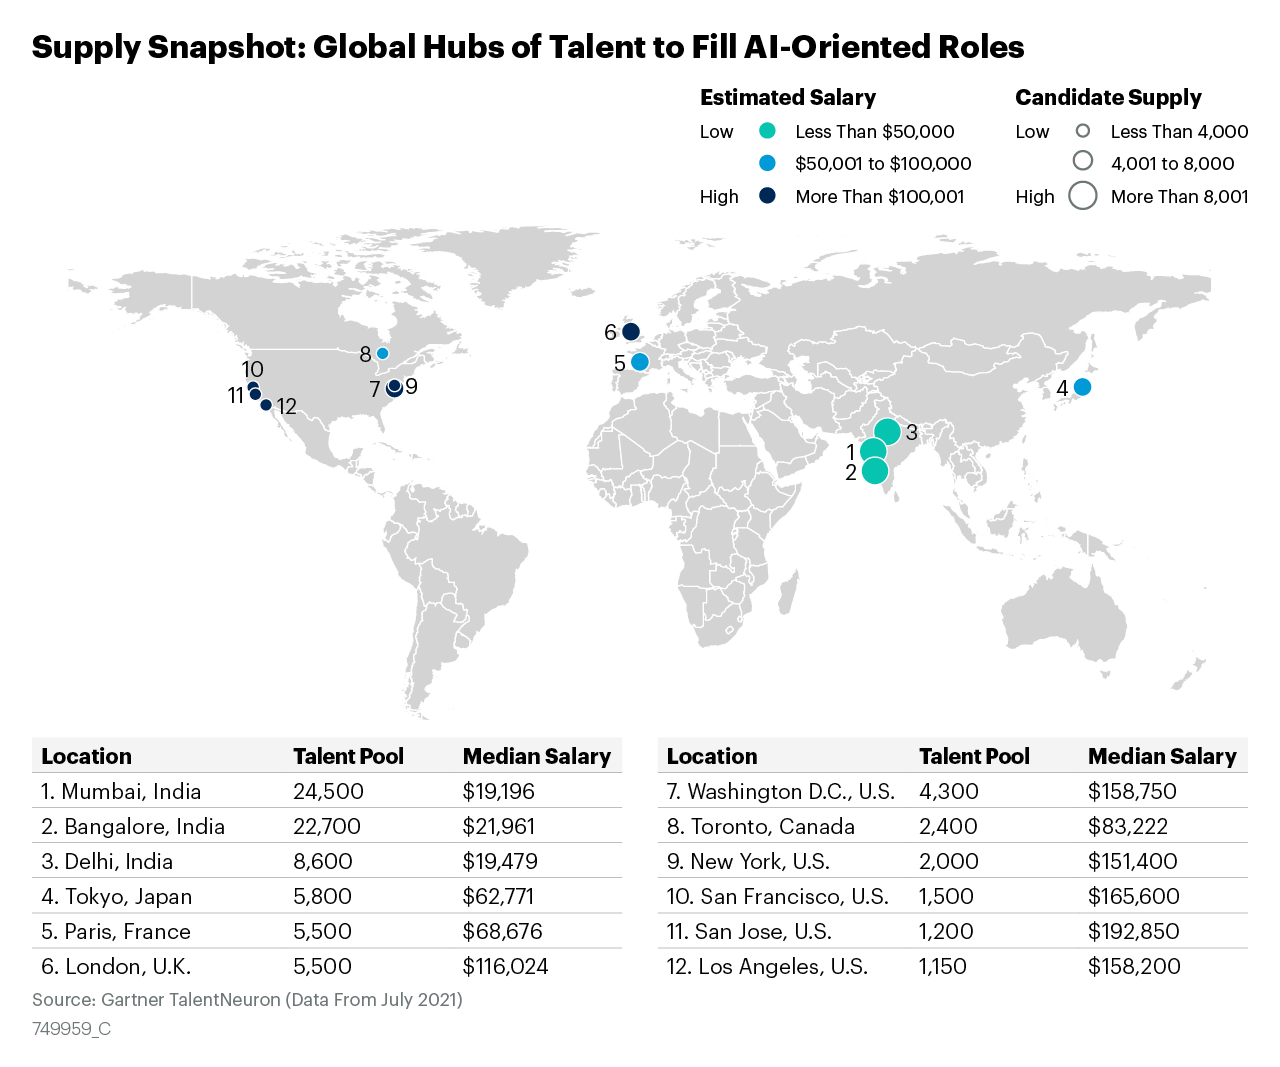 Supply Snapshot: Global Hubs of Talent to Fill AI-Oriented Roles
Estimated Salary
Low Less Than $50,000
$50,001 to $100,000
High More Than $100,001
Candidate Supply
Low Less Than 4,000
4,001 to 8,000
High More Than 8,001
6
8
5
10
7 9
4
11
12
3
1
2
Location Talent Pool Median Salary
1. Mumbai, India 24,500 $19,196
2. Bangalore, India 22,700 $21,961
3. Delhi, India 8,600 $19,479
4. Tokyo, Japan 5,800 $62,771
5. Paris, France 5,500 $68,676
6. London, U.K. 5,500 $116,024
Location Talent Pool Median Salary
7. Washington D.C., U.S. 4,300 $158,750
8. Toronto, Canada 2,400 $83,222
9. New York, U.S. 2,000 $151,400
10. San Francisco, U.S. 1,500 $165,600
11. San Jose, U.S. 1,200 $192,850
12. Los Angeles, U.S. 1,150 $158,200
Source: Gartner TalentNeuron (Data From July 2021)
749959_C